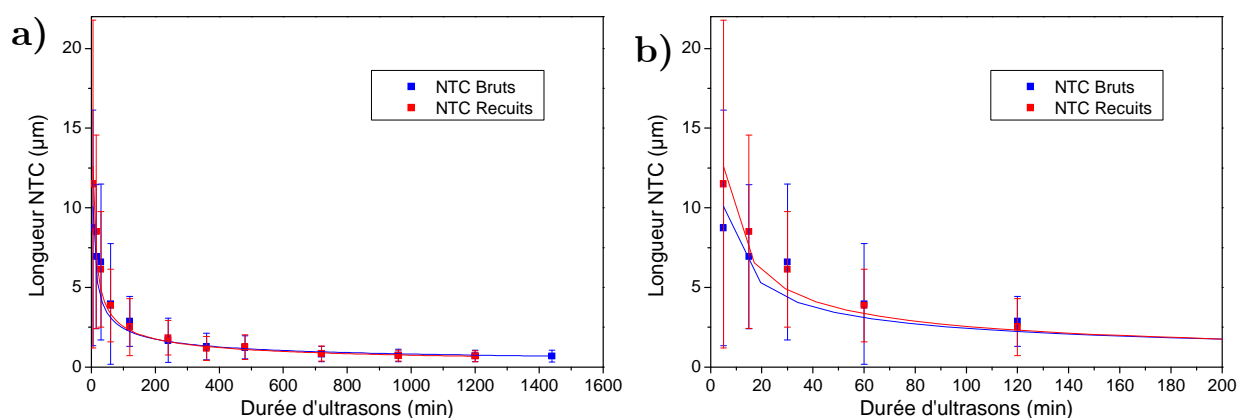 a)
Longueur NTC (µm)
20
15
10
5
0
NTC Bruts
NTC Recuits
0 200 400 600 800 1000 1200 1400 1600
Durée d'ultrasons (min)
b)
Longueur NTC (µm)
20
15
10
5
0
NTC Bruts
NTC Recuits
0 20 40 60 80 100 120 140 160 180 200
Durée d'ultrasons (min)